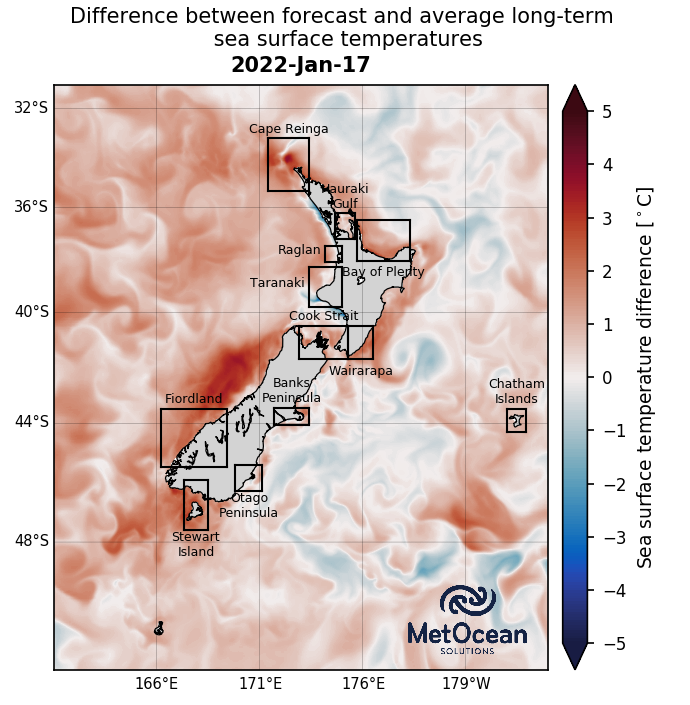 Difference between forecast and average long-term
sea surface temperatures
2022-Jan-17
32°S
36°S
40°S
44°S
48°S
166°E
171°E
176°E
179°W
Cape Reinga
Hauraki
Gulf
Raglan
Bay of Plenty
Taranaki
Cook Strait
Wairarapa
Banks
Peninsula
Chatham
Islands
Fiordland
Otago
Peninsula
Stewart
Island
MetOcean
SOLUTIONS
5
4
3
2
1
0
−1
−2
−3
−4
−5
Sea surface temperature difference [°C]